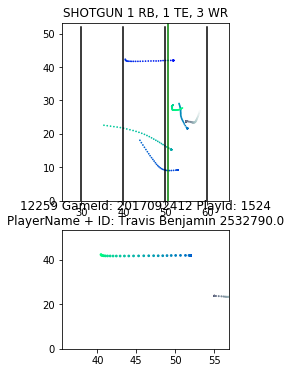 SHOTGUN 1 RB, 1 TE, 3 WR
50
40
30
20
10
0
30 40 50 60
12259 GameId: 2017092412 PlayId: 1524
PlayerName + ID: Travis Benjamin 2532790.0
40
20
0
40 45 50 55